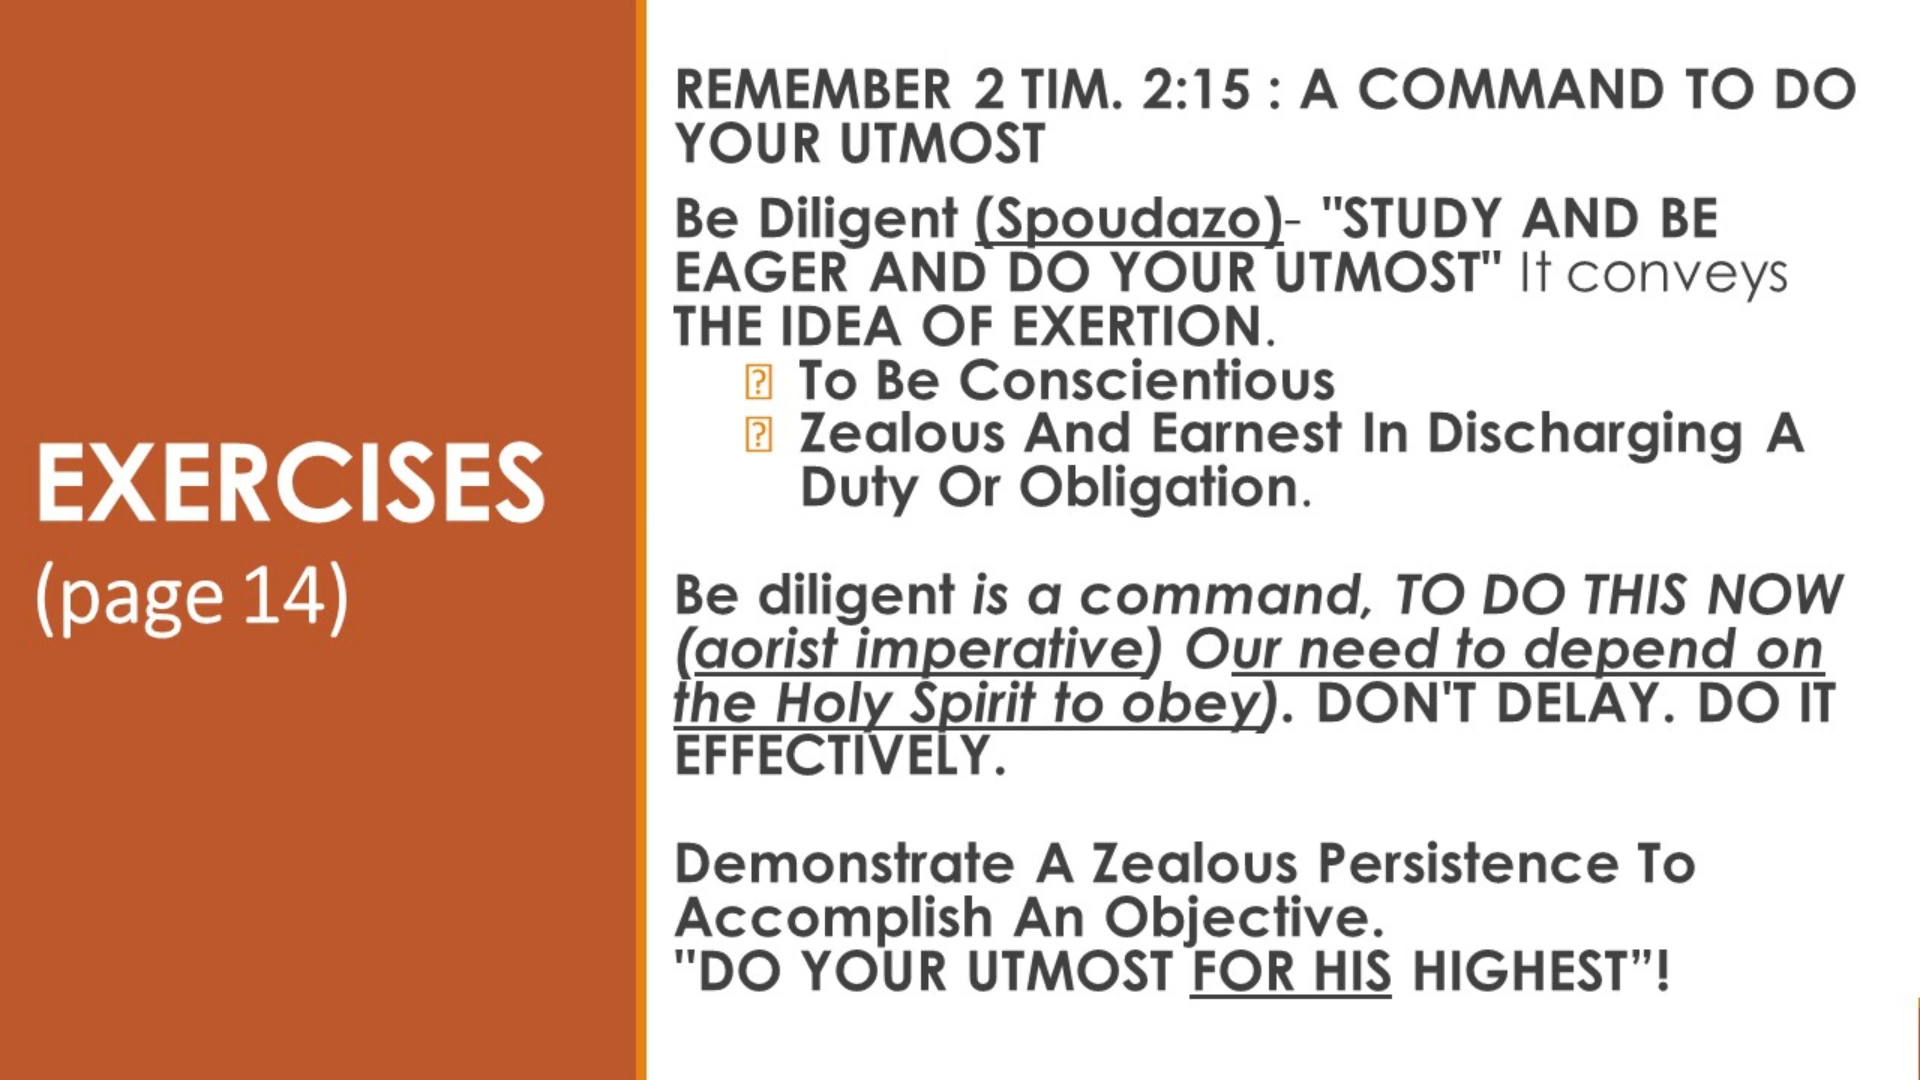 EXERCISES
(page 14)
REMEMBER 2 TIM. 2:15 : A COMMAND TO DO
YOUR UTMOST
Be Diligent (Spoudazo)- "STUDY AND BE
EAGER AND DO YOUR UTMOST" It conveys
THE IDEA OF EXERTION.
To Be Conscientious
Zealous And Earnest In Discharging A
Duty Or Obligation.
Be diligent is a command, TO DO THIS NOW
(aorist imperative) Our need to depend on
the Holy Spirit to obey). DON'T DELAY. DO IT
EFFECTIVELY.
Demonstrate A Zealous Persistence To
Accomplish An Objective.
"DO YOUR UTMOST FOR HIS HIGHEST”!